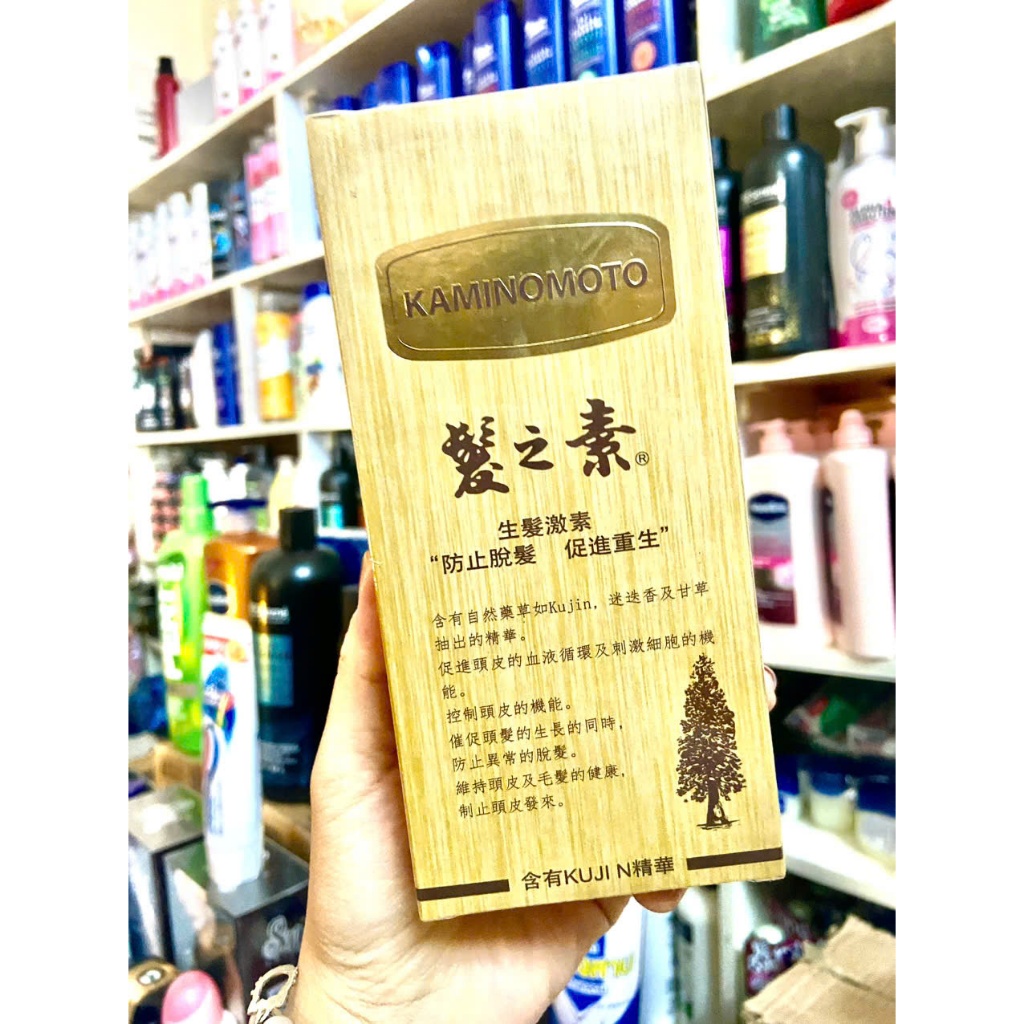 KAMINOMOTO
髮之素®
生髮激素
“防止脫髮 促進重生”
含有自然藥草如Kujin，迷迭香及甘草
抽出的精華。
促進頭皮的血液循環及刺激細胞的機
能。
控制頭皮的機能。
催促頭髮的生長的同時，
防止異常的脫髮。
維持頭皮及毛髮的健康，
制止頭皮發來。
含有KUJI N精華